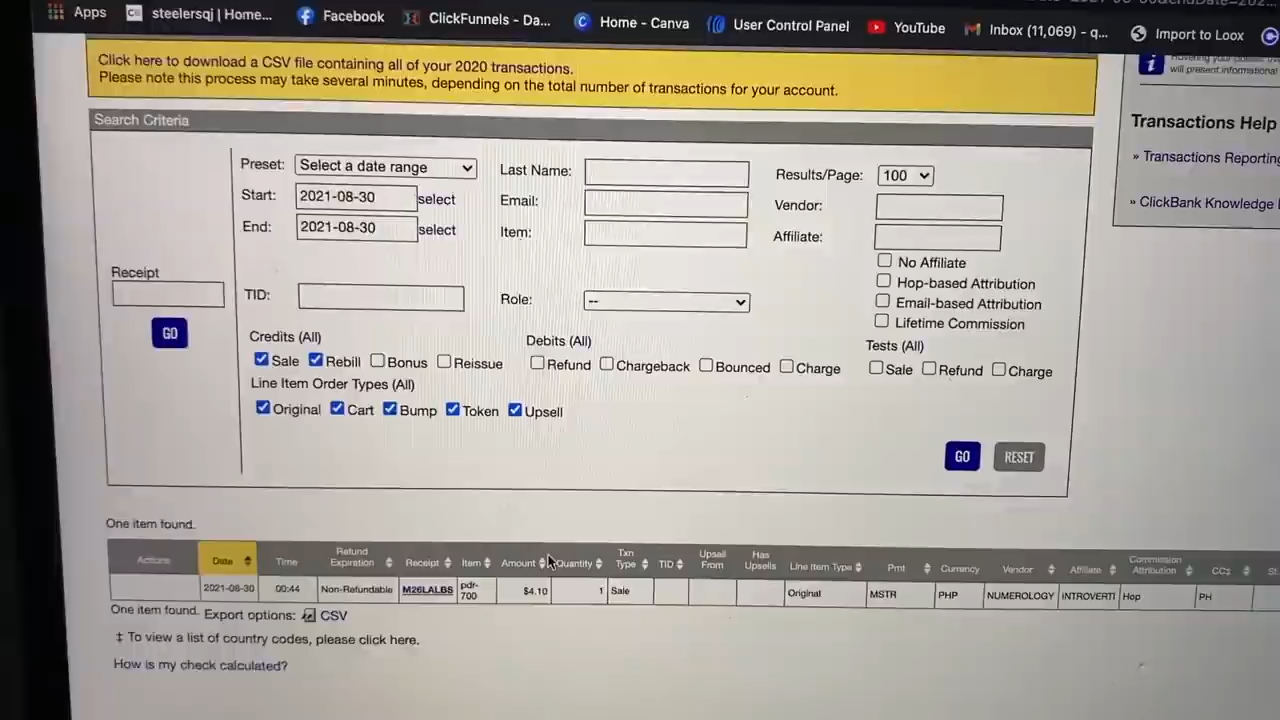 Apps steelersqj | Home... Facebook ClickFunnels - Da... Home - Canva User Control Panel YouTube Inbox (11,069) - q... Import to Loox
Click here to download a CSV file containing all of your 2020 transactions.
Please note this process may take several minutes, depending on the total number of transactions for your account.
will present informational
Search Criteria
Transactions Help
» Transactions Reporting
» ClickBank Knowledge
Preset: Select a date range Last Name: Results/Page: 100
Start: 2021-08-30 select Email: Vendor:
End: 2021-08-30 select Item: Affiliate:
No Affiliate
Receipt Hop-based Attribution
TID: Role: -- Email-based Attribution
GO Lifetime Commission
Credits (All) Debits (All) Tests (All)
Sale Rebill Bonus Reissue Refund Chargeback Bounced Charge Sale Refund Charge
Line Item Order Types (All)
Original Cart Bump Token Upsell
GO RESET
One item found.
Actions Date Time Refund Expiration Receipt Item Amount Quantity Txn Type TID Upsell From Has Upsells Line Item Type Pmt Currency Vendor Affiliate Commission Attribution CC‡
2021-08-30 00:44 Non-Refundable M26LALBS pdr-700 $4.10 1 Sale Original MSTR PHP NUMEROLOGY INTROVERTI Hop PH
One item found. Export options: CSV
‡ To view a list of country codes, please click here.
How is my check calculated?